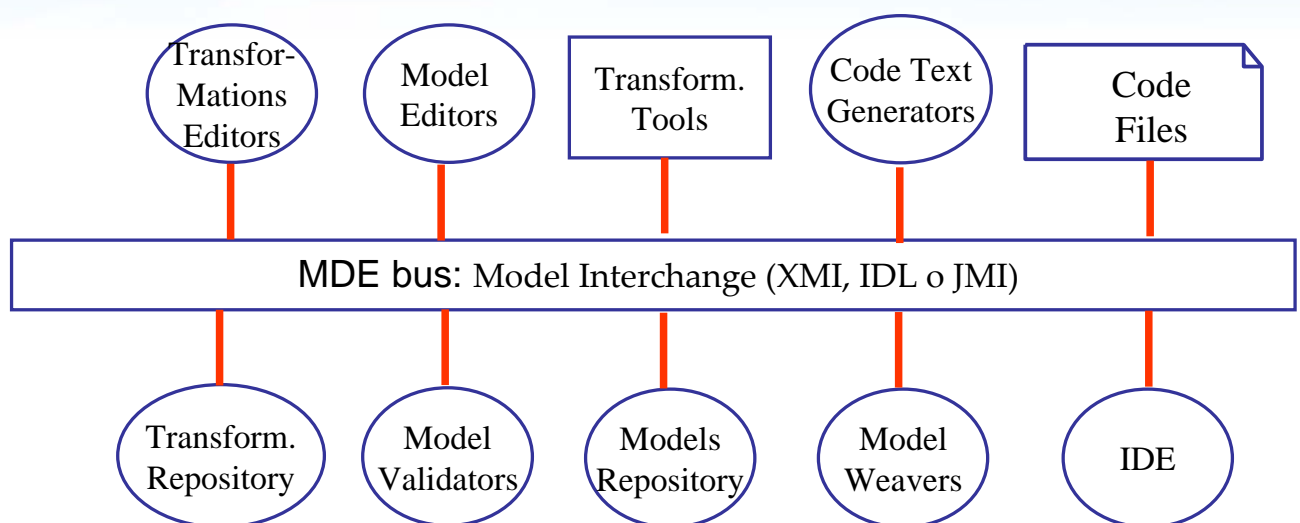 Transfor-
Mations
Editors
Model
Editors
Transform.
Tools
Code Text
Generators
Code
Files
MDE bus: Model Interchange (XMI, IDL o JMI)
Transform.
Repository
Model
Validators
Models
Repository
Model
Weavers
IDE